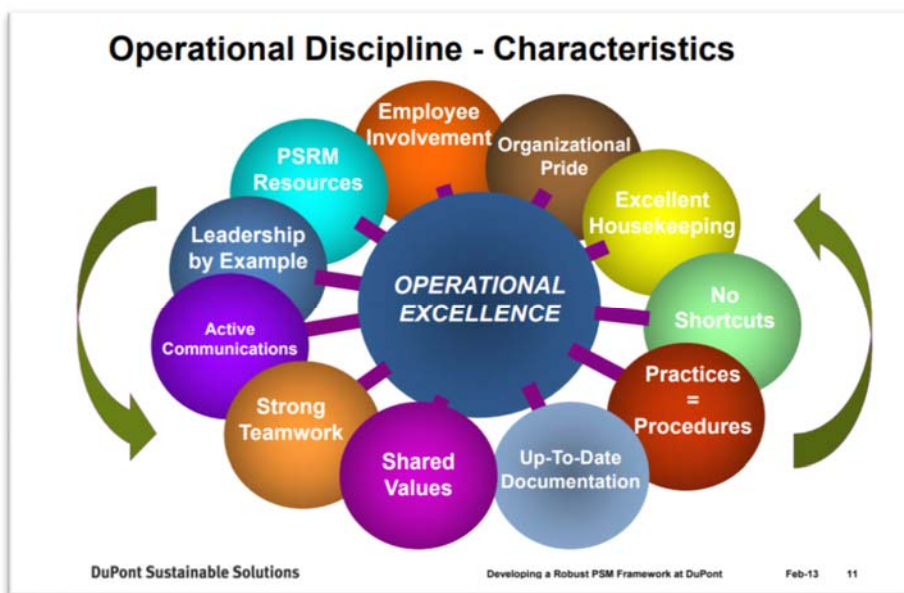 Operational Discipline - Characteristics
Employee
Involvement
Organizational
Pride
PSRM
Resources
Excellent
Housekeeping
Leadership
by Example
OPERATIONAL
EXCELLENCE
No
Shortcuts
Active
Communications
Practices
=
Procedures
Strong
Teamwork
Shared
Values
Up-To-Date
Documentation
DuPont Sustainable Solutions
Developing a Robust PSM Framework at DuPont
Feb-13
11